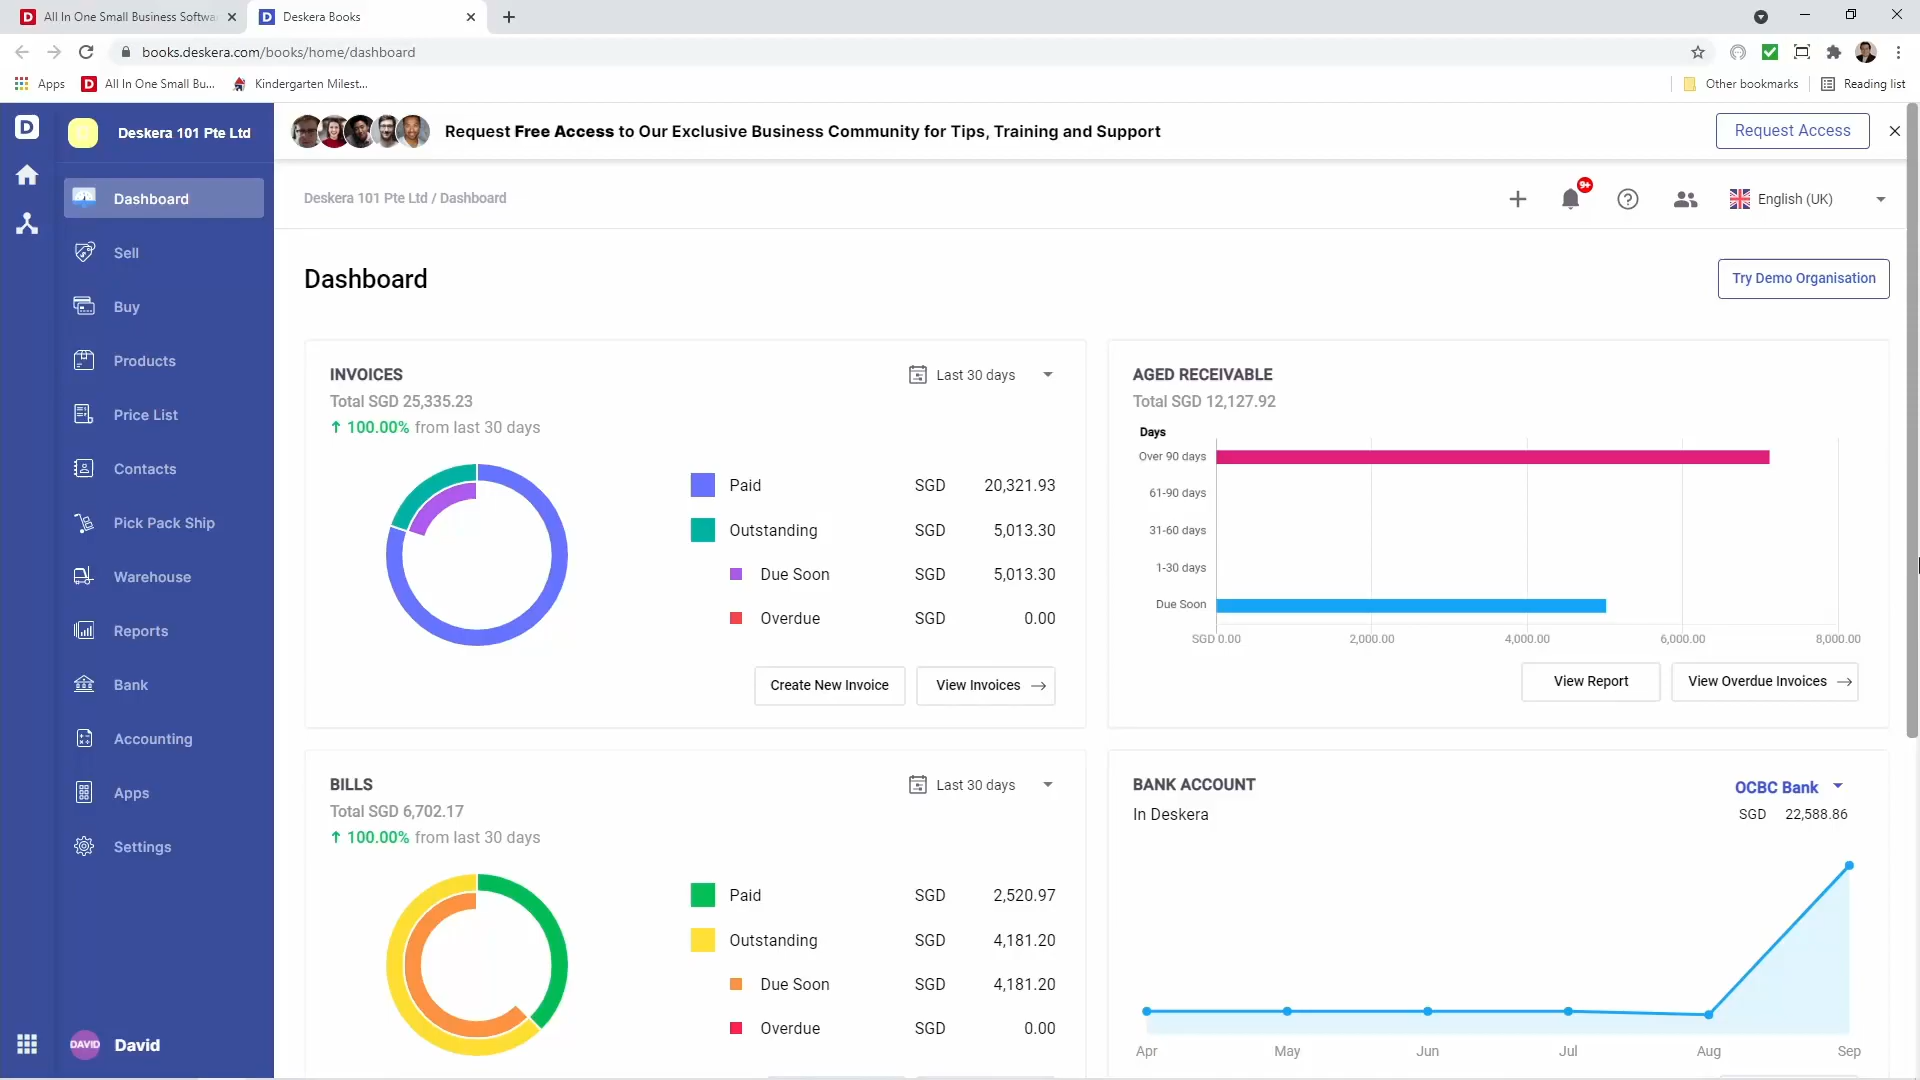 All In One Small Business Softwa
Deskera Books
books.deskera.com/books/home/dashboard
Apps
All In One Small Bu...
Kindergarten Milest...
Other bookmarks
Reading list
Deskera 101 Pte Ltd
Request Free Access to Our Exclusive Business Community for Tips, Training and Support
Request Access
Dashboard
Sell
Buy
Products
Price List
Contacts
Pick Pack Ship
Warehouse
Reports
Bank
Accounting
Apps
Settings
DAVID
David
Deskera 101 Pte Ltd / Dashboard
9+
English (UK)
Dashboard
Try Demo Organisation
INVOICES
Last 30 days
Total SGD 25,335.23
↑ 100.00% from last 30 days
Paid SGD 20,321.93
Outstanding SGD 5,013.30
Due Soon SGD 5,013.30
Overdue SGD 0.00
Create New Invoice
View Invoices →
AGED RECEIVABLE
Total SGD 12,127.92
Days
Over 90 days
61-90 days
31-60 days
1-30 days
Due Soon
SGD 0.00 2,000.00 4,000.00 6,000.00 8,000.00
View Report
View Overdue Invoices →
BILLS
Last 30 days
Total SGD 6,702.17
↑ 100.00% from last 30 days
Paid SGD 2,520.97
Outstanding SGD 4,181.20
Due Soon SGD 4,181.20
Overdue SGD 0.00
BANK ACCOUNT
OCBC Bank
In Deskera
SGD 22,588.86
Apr May Jun Jul Aug Sep